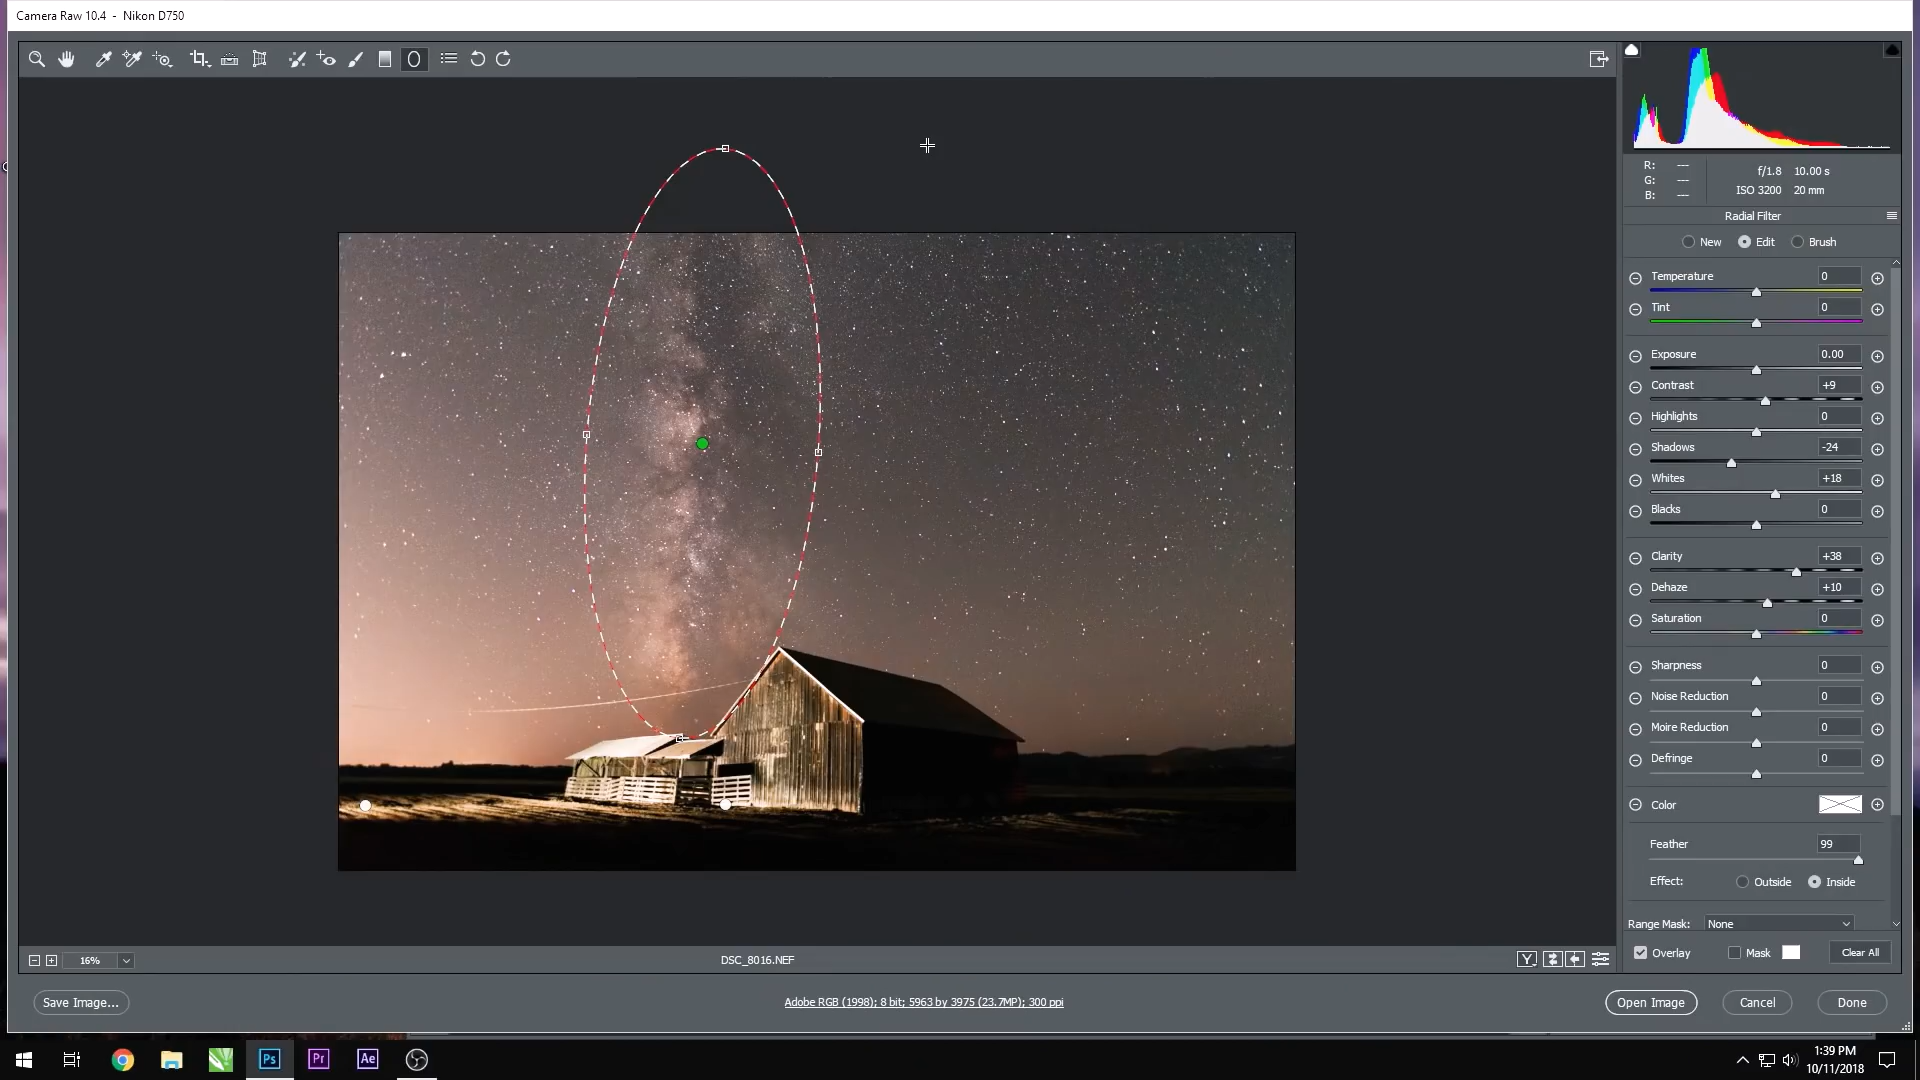 Camera Raw 10.4 - Nikon D750
R: ---
G: ---
B: ---
f/1.8 10.00 s
ISO 3200 20 mm
Radial Filter
New Edit Brush
Temperature 0
Tint 0
Exposure 0.00
Contrast +9
Highlights 0
Shadows -24
Whites +18
Blacks 0
Clarity +38
Dehaze +10
Saturation 0
Sharpness 0
Noise Reduction 0
Moire Reduction 0
Defringe 0
Color
Feather 99
Effect: Outside Inside
Range Mask: None
Overlay Mask Clear All
16% DSC_8016.NEF Y
Save Image... Adobe RGB (1998); 8 bit; 5963 by 3975 (23.7MP); 300 ppi Open Image Cancel Done
Ps Pr Ae
1:39 PM
10/11/2018